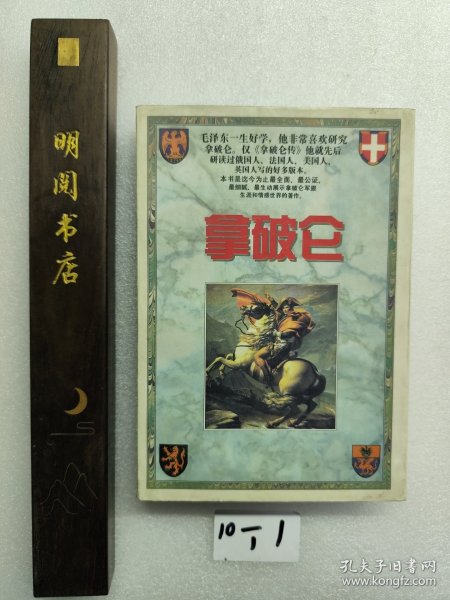 明阅书店
毛泽东一生好学，他非常喜欢研究
拿破仑。仅《拿破仑传》他就先后
研读过俄国人、法国人、美国人、
英国人写的好多版本。
本书是迄今为止最全面、最公证、
最细腻、最生动展示拿破仑军旅
生涯和情感世界的著作。
拿破仑
10-1 1
孔夫子旧书网
www.kongfz.com